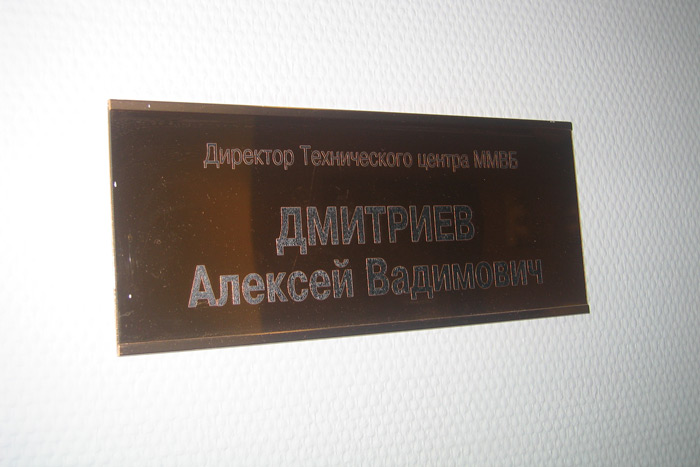 Директор Технического центра ММВБ
ДМИТРИЕВ
Алексей Вадимович